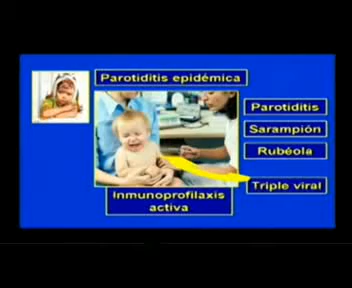 Parotiditis epidémica
Parotiditis
Sarampión
Rubéola
Triple viral
Inmunoprofilaxis
activa